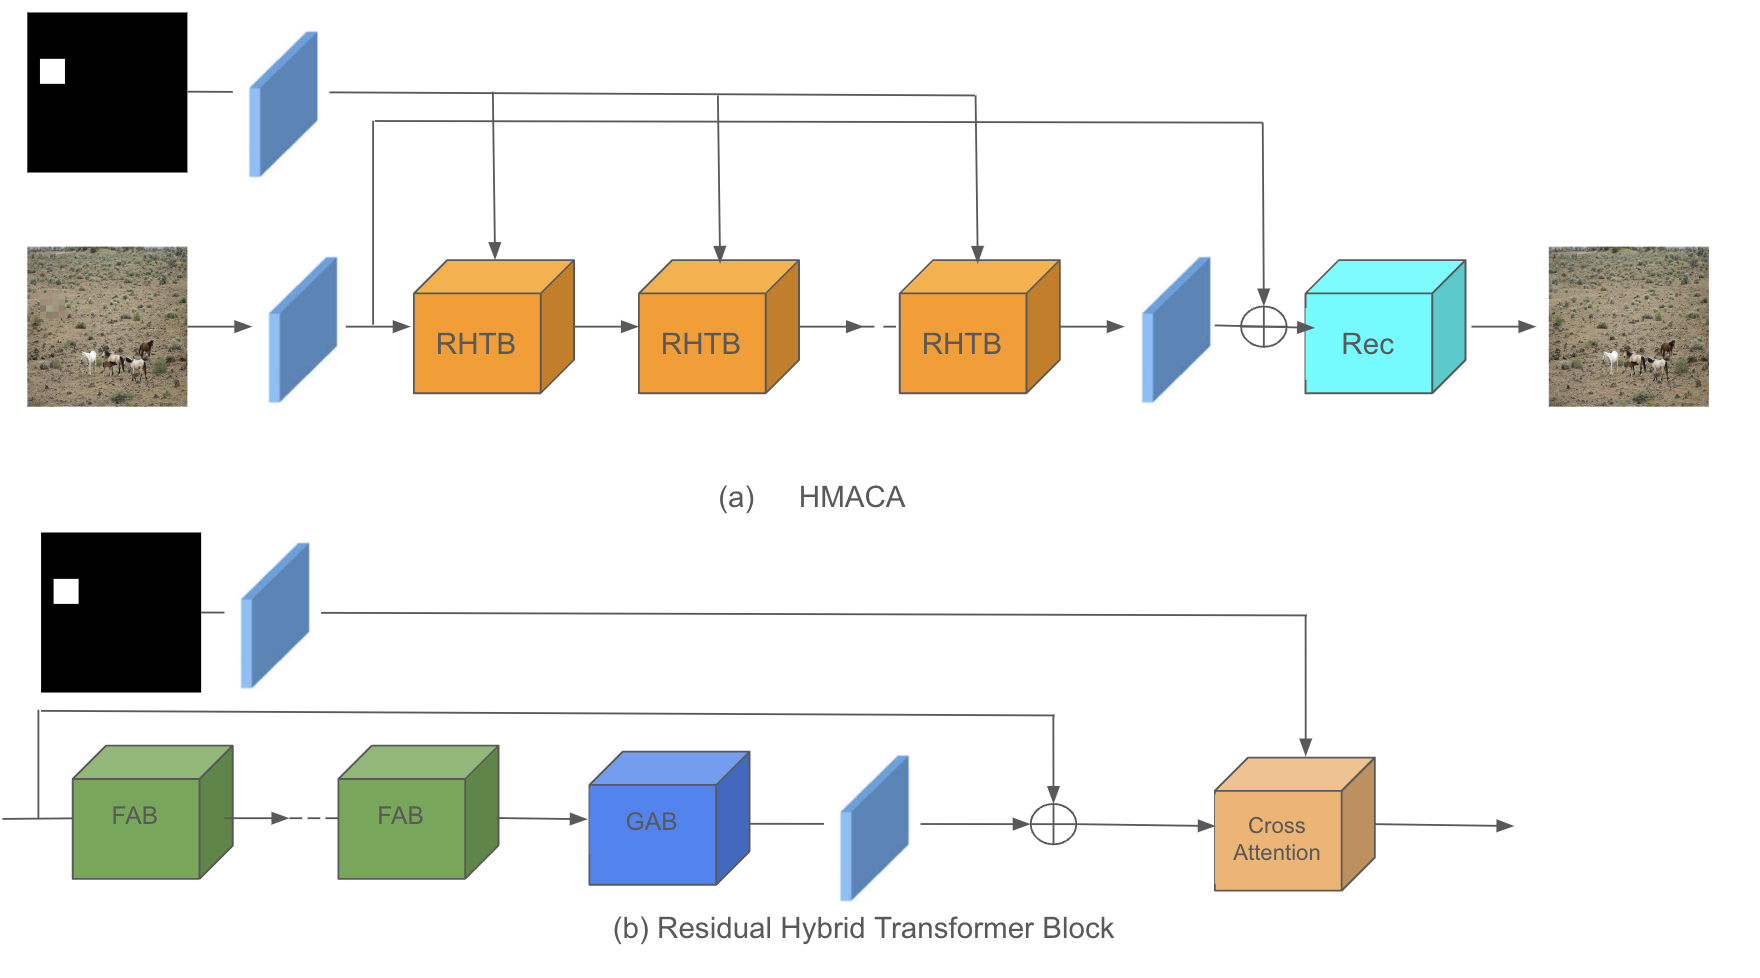 RHTB
RHTB
RHTB
Rec
(a) HMACA
FAB
FAB
GAB
Cross
Attention
(b) Residual Hybrid Transformer Block